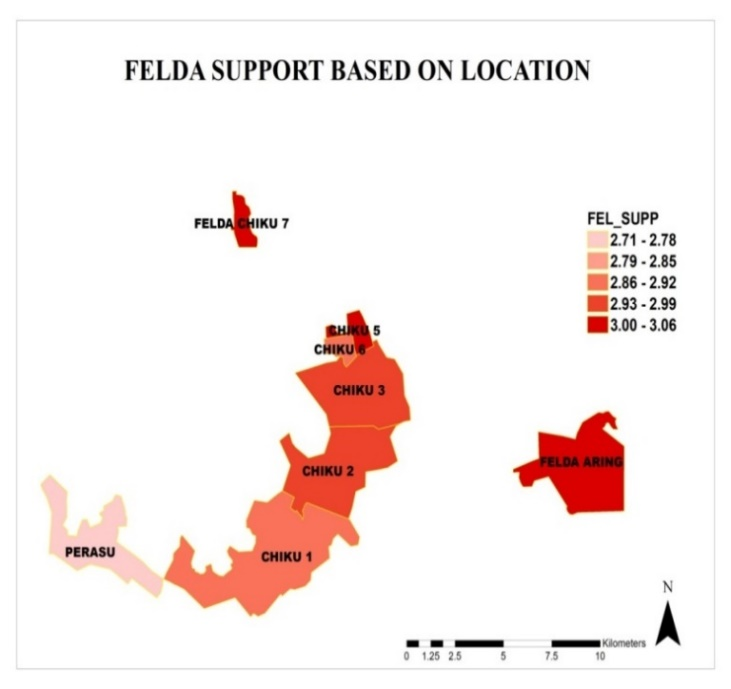 FELDA SUPPORT BASED ON LOCATION
FELDA CHIKU 7
FEL_SUPP
2.71 - 2.78
2.79 - 2.85
2.86 - 2.92
2.93 - 2.99
3.00 - 3.06
CHIKU 5
CHIKU 6
CHIKU 3
CHIKU 2
FELDA ARING
PERASU
CHIKU 1
N
Kilometers
0 1.25 2.5 5 7.5 10